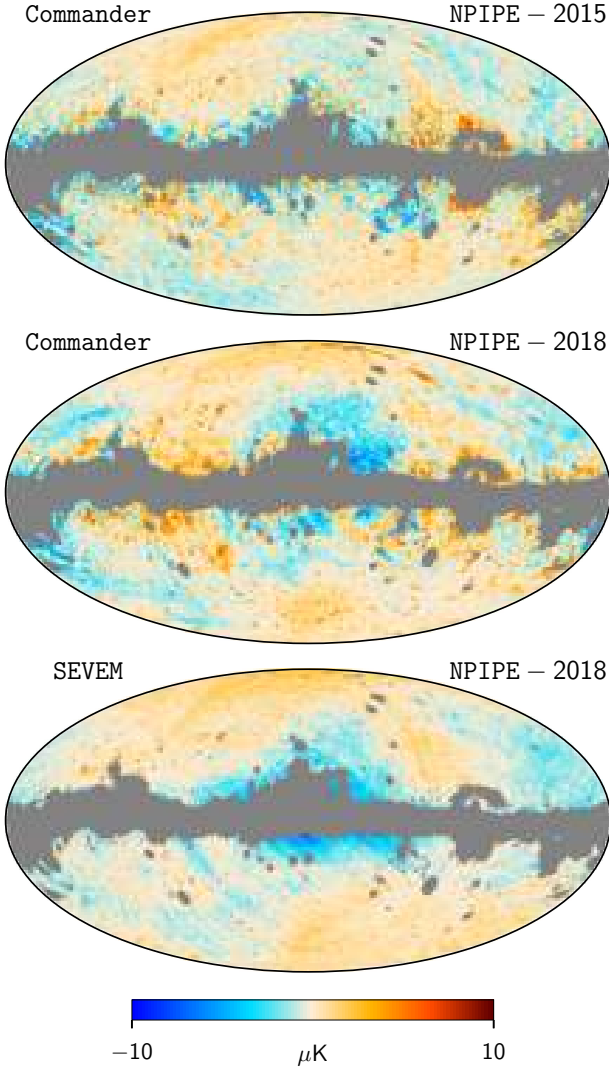 Commander NPIPE − 2015
Commander NPIPE − 2018
SEVEM NPIPE − 2018
−10 μK 10